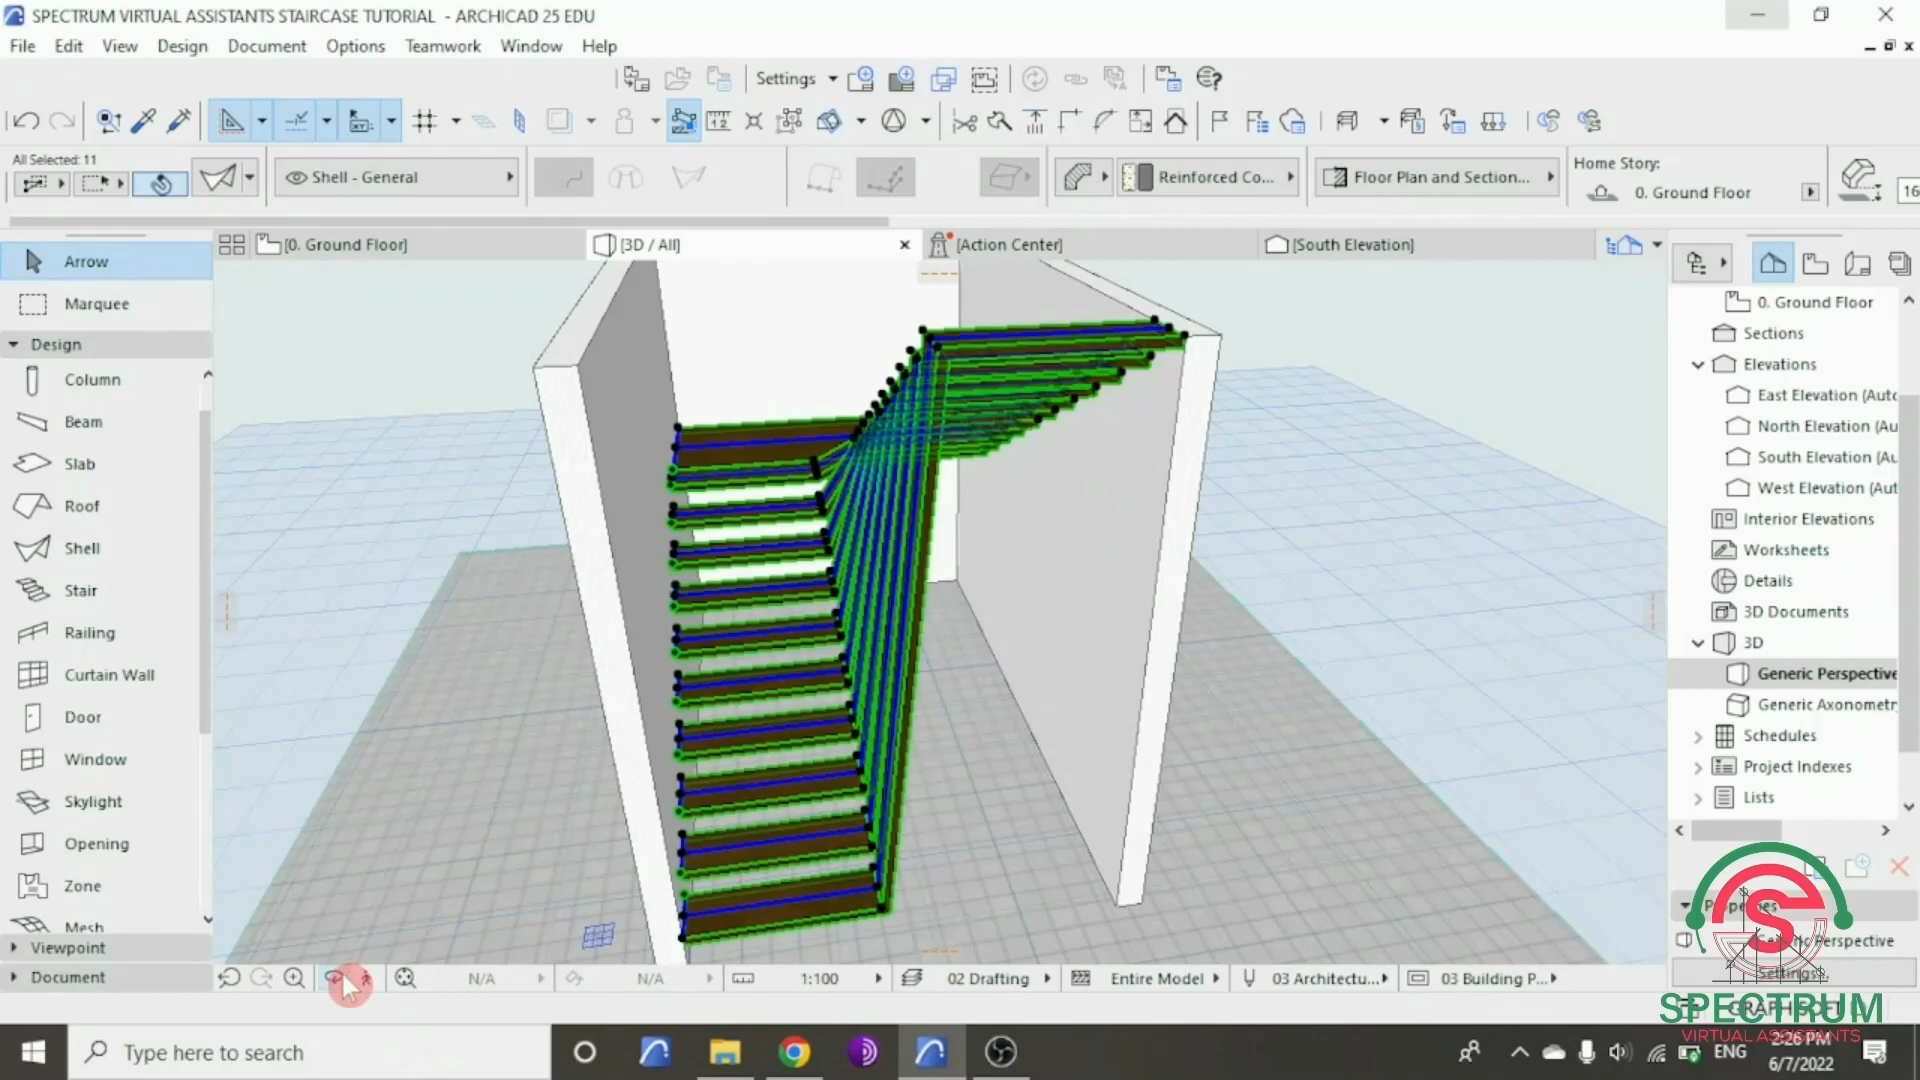 SPECTRUM VIRTUAL ASSISTANTS STAIRCASE TUTORIAL - ARCHICAD 25 EDU
File Edit View Design Document Options Teamwork Window Help
Settings
All Selected: 11
Shell - General
Reinforced Co...
Floor Plan and Section...
Home Story:
0. Ground Floor
16
Arrow
Marquee
Design
Column
Beam
Slab
Roof
Shell
Stair
Railing
Curtain Wall
Door
Window
Skylight
Opening
Zone
Mesh
Viewpoint
Document
[0. Ground Floor]
[3D / All]
[Action Center]
[South Elevation]
0. Ground Floor
Sections
Elevations
East Elevation (Auto
North Elevation (Au
South Elevation (Au
West Elevation (Aut
Interior Elevations
Worksheets
Details
3D Documents
3D
Generic Perspective
Generic Axonometr
Schedules
Project Indexes
Lists
Properties
Generic Perspective
Settings...
GRAPHISOFT
SPECTRUM
VIRTUAL ASSISTANTS
N/A
N/A
1:100
02 Drafting
Entire Model
03 Architectu...
03 Building P...
Type here to search
ENG
2:26 PM
6/7/2022